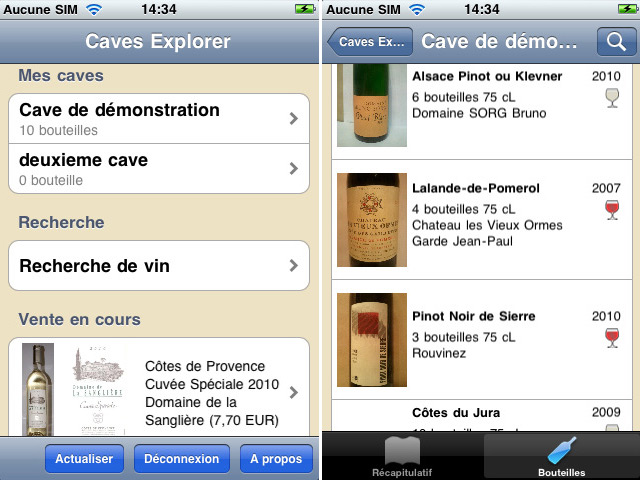 Aucune SIM 14:34
Caves Explorer
Mes caves
Cave de démonstration
10 bouteilles
deuxieme cave
0 bouteille
Recherche
Recherche de vin
Vente en cours
Côtes de Provence
Cuvée Spéciale 2010
Domaine de la
Sanglière (7,70 EUR)
Actualiser
Déconnexion
A propos
Aucune SIM 14:34
Caves Ex...
Cave de démo...
Alsace Pinot ou Klevner 2010
6 bouteilles 75 cL
Domaine SORG Bruno
Lalande-de-Pomerol 2007
4 bouteilles 75 cL
Chateau les Vieux Ormes
Garde Jean-Paul
Pinot Noir de Sierre 2010
3 bouteilles 75 cL
Rouvinez
Côtes du Jura 2009
bouteilles 75 cL
Récapitulatif
Bouteilles